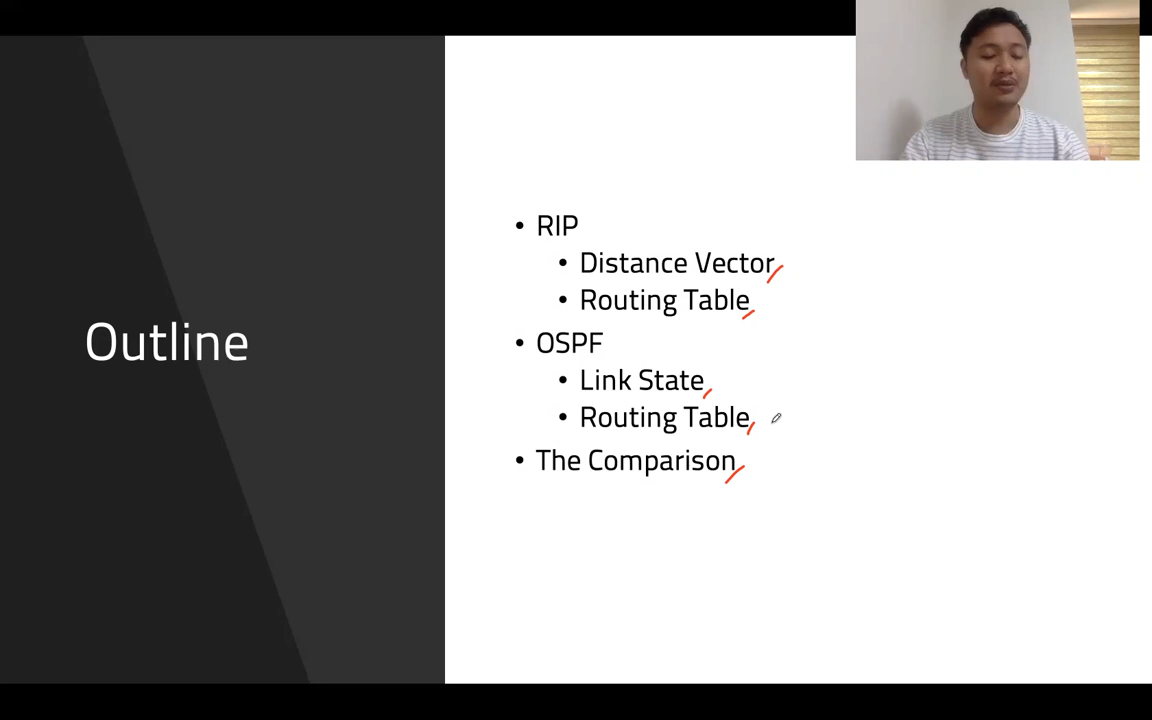 Outline
• RIP
• Distance Vector
• Routing Table
• OSPF
• Link State
• Routing Table
• The Comparison